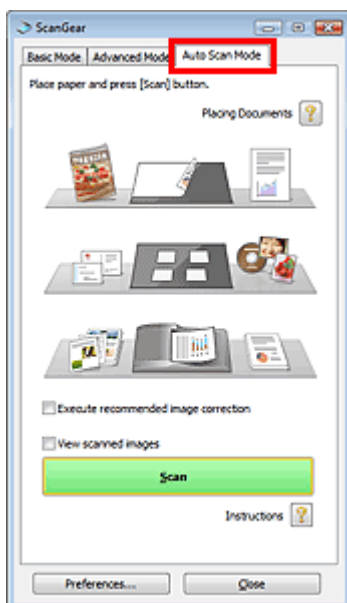 ScanGear
Basic Mode Advanced Mode Auto Scan Mode
Place paper and press [Scan] button.
Placing Documents
Execute recommended image correction
View scanned images
Scan
Instructions
Preferences... Close